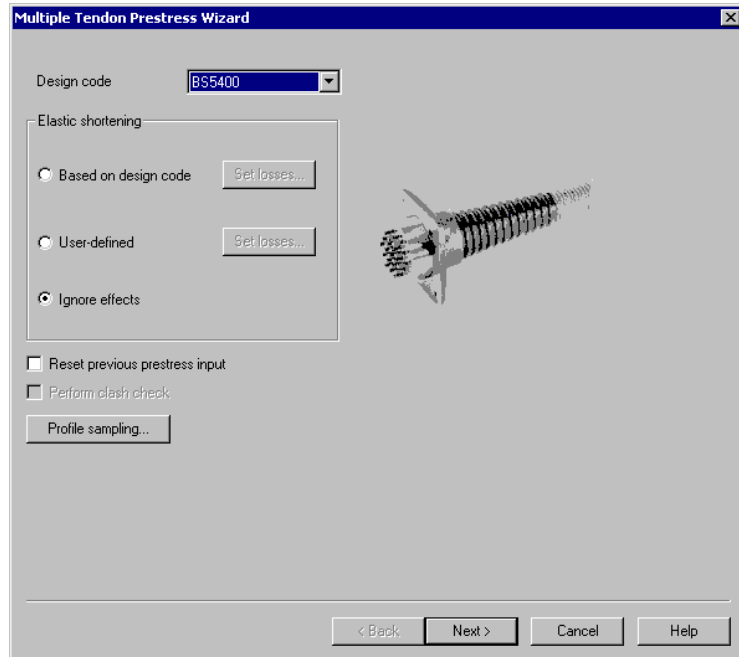 Multiple Tendon Prestress Wizard
Design code BS5400
Elastic shortening
Based on design code Set losses...
User-defined Set losses...
Ignore effects
Reset previous prestress input
Perform clash check
Profile sampling...
< Back Next > Cancel Help